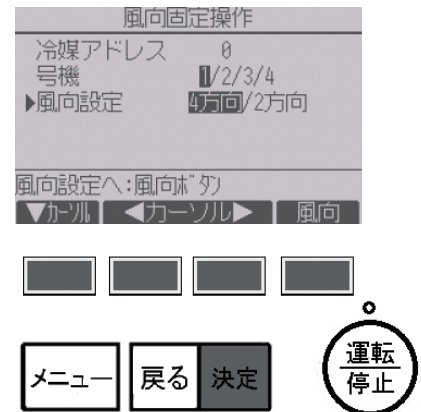 風向固定操作
冷媒アドレス 0
号機 1/2/3/4
▶風向設定 4方向/2方向
風向設定へ:風向ボタン
▼カーソル ◀カーソル▶ 風向
メニュー 戻る 決定 運転
停止